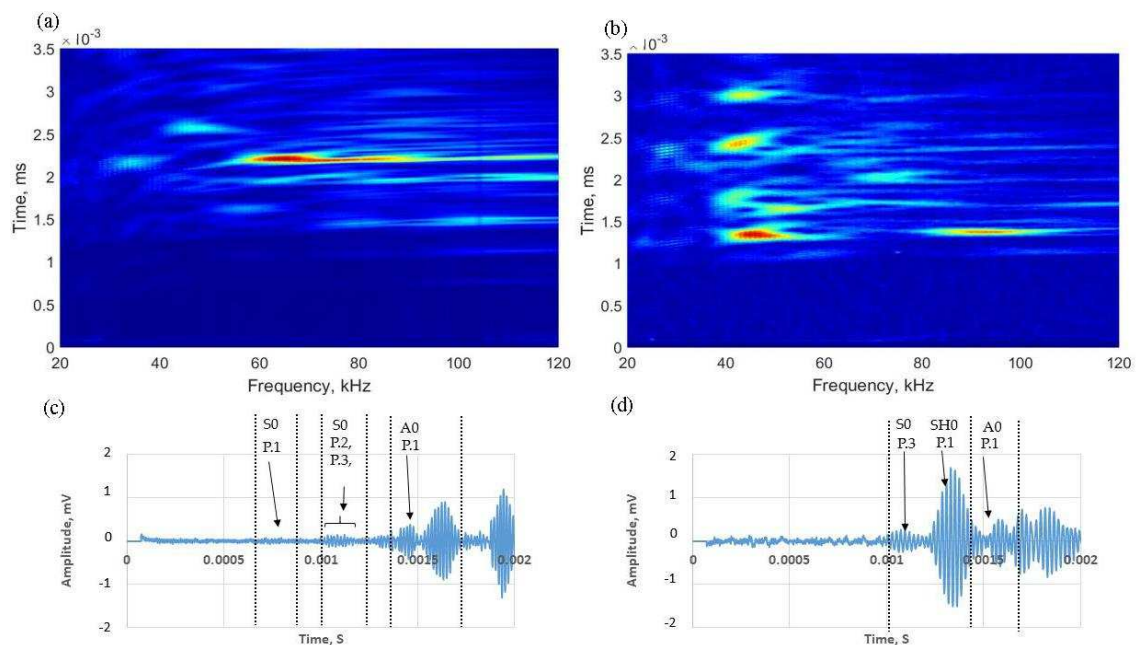 (a)
× 10⁻³
3.5
3
2.5
2
1.5
1
0.5
0
Time, ms
20 40 60 80 100 120
Frequency, kHz
(b)
× 10⁻³
3.5
3
2.5
2
1.5
1
0.5
0
Time, ms
20 40 60 80 100 120
Frequency, kHz
(c)
S0
P.1
S0
P.2,
P.3,
A0
P.1
2
1
0
-1
-2
Amplitude, mV
0 0.0005 0.001 0.0015 0.002
Time, S
(d)
S0
P.3
SH0
P.1
A0
P.1
2
1
0
-1
-2
Amplitude, mV
0 0.0005 0.001 0.0015 0.002
Time, S